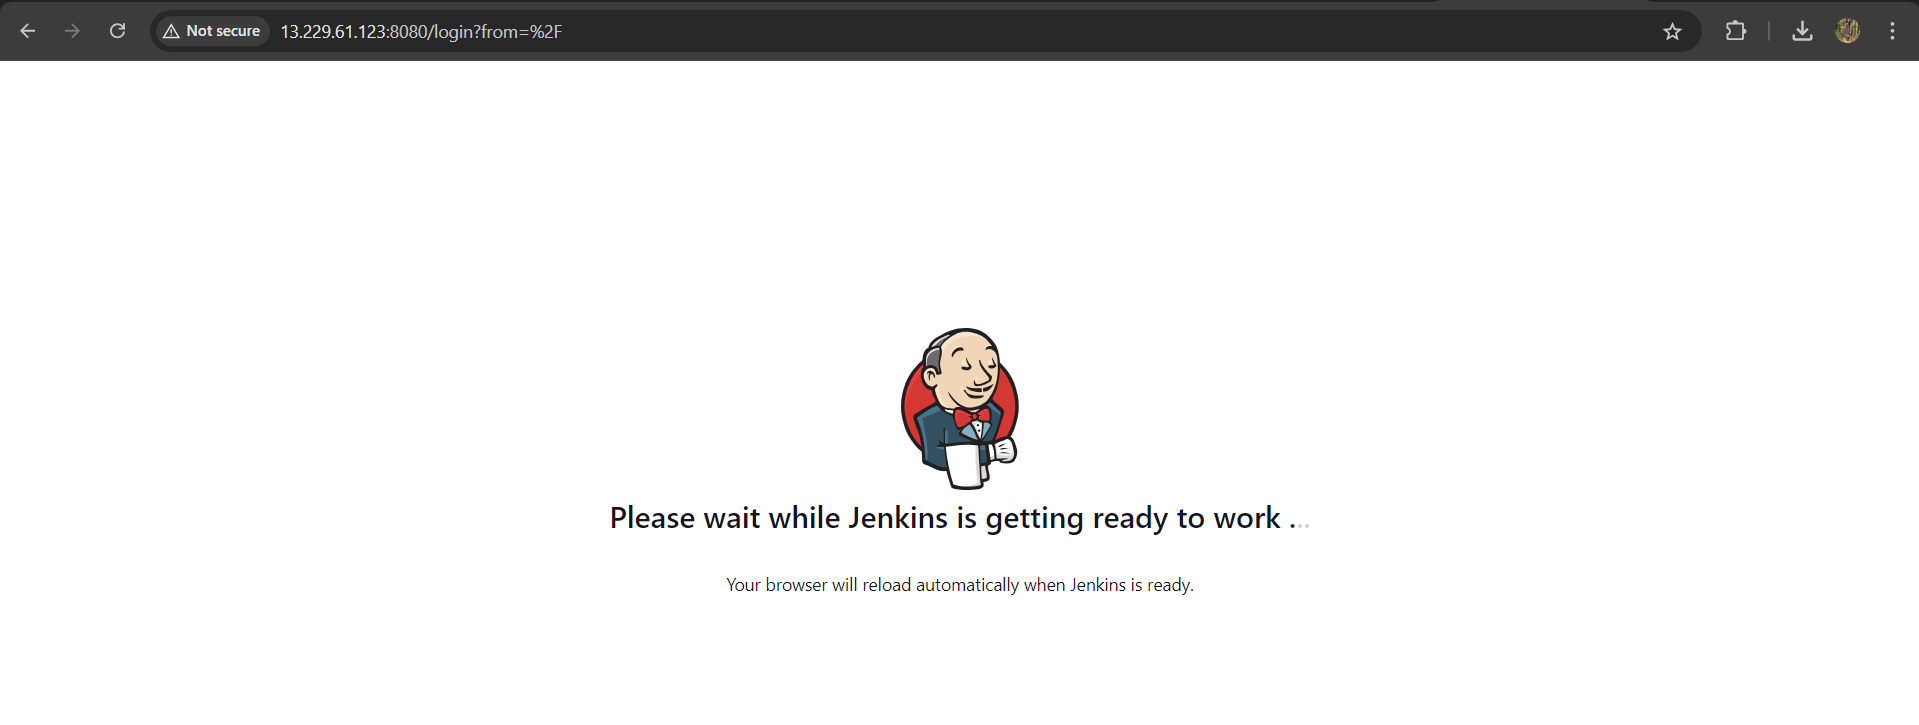 Not secure 13.229.61.123:8080/login?from=%2F
Please wait while Jenkins is getting ready to work ...
Your browser will reload automatically when Jenkins is ready.